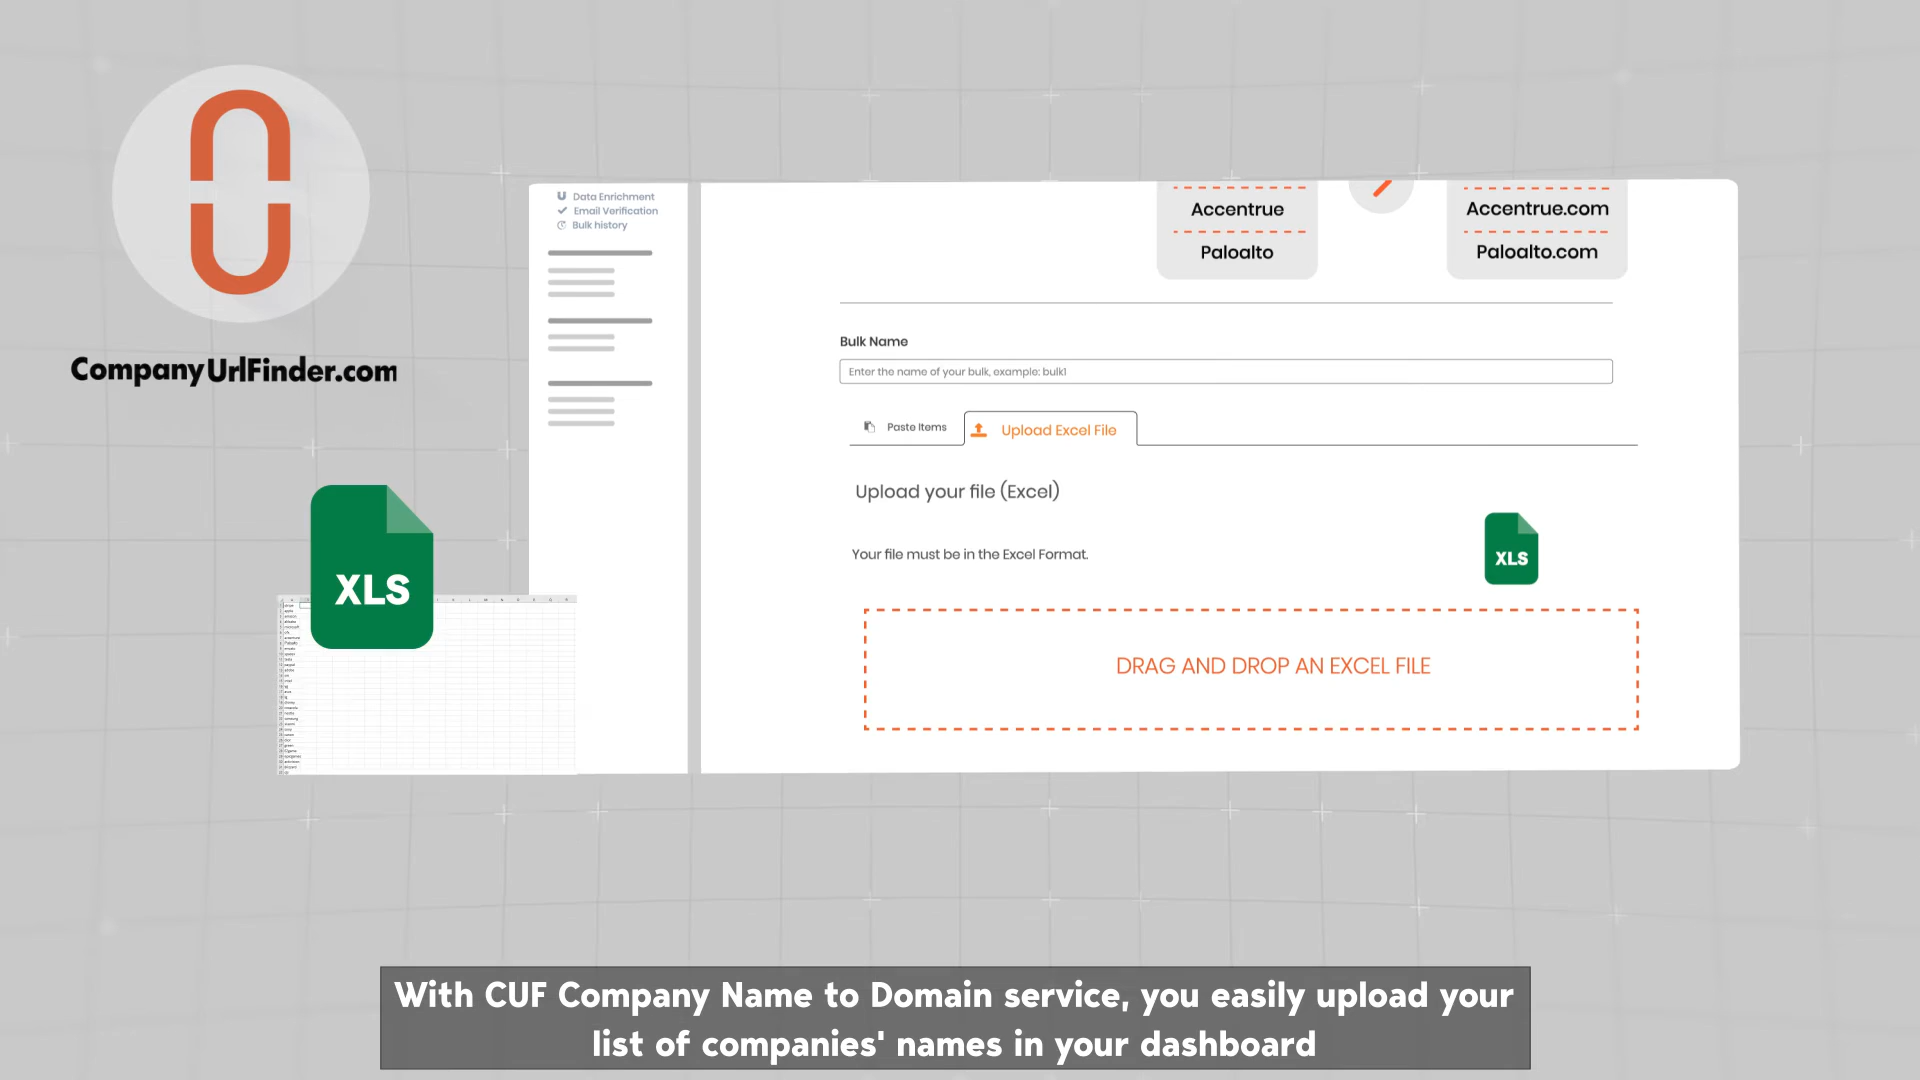 CompanyUrlFinder.com
Data Enrichment
Email Verification
Bulk history
Accentrue
Paloalto
Accentrue.com
Paloalto.com
Bulk Name
Enter the name of your bulk, example: bulk1
Paste Items
Upload Excel File
Upload your file (Excel)
Your file must be in the Excel Format.
XLS
XLS
DRAG AND DROP AN EXCEL FILE
With CUF Company Name to Domain service, you easily upload your
list of companies' names in your dashboard